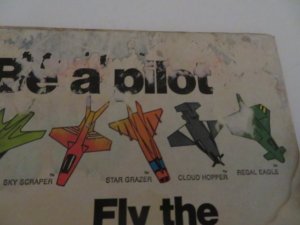 Be a pilot
SKY SCRAPER STAR GRAZER CLOUD HOPPER REGAL EAGLE
Fly the